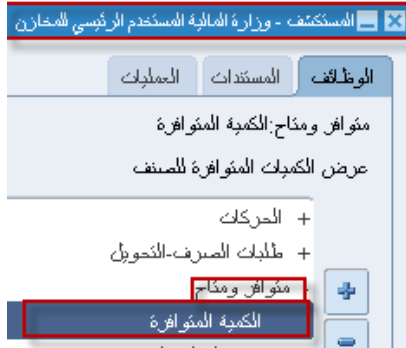 المستكشف - وزارة المالية المستخدم الرئيسي للمخازن
الوظائف المستندات العمليات
متوافر ومتاح:الكمية المتوافرة
عرض الكميات المتوافرة للصنف
+ الحركات
+ طلبات الصرف-التحويل
- متوافر ومتاح
الكمية المتوافرة